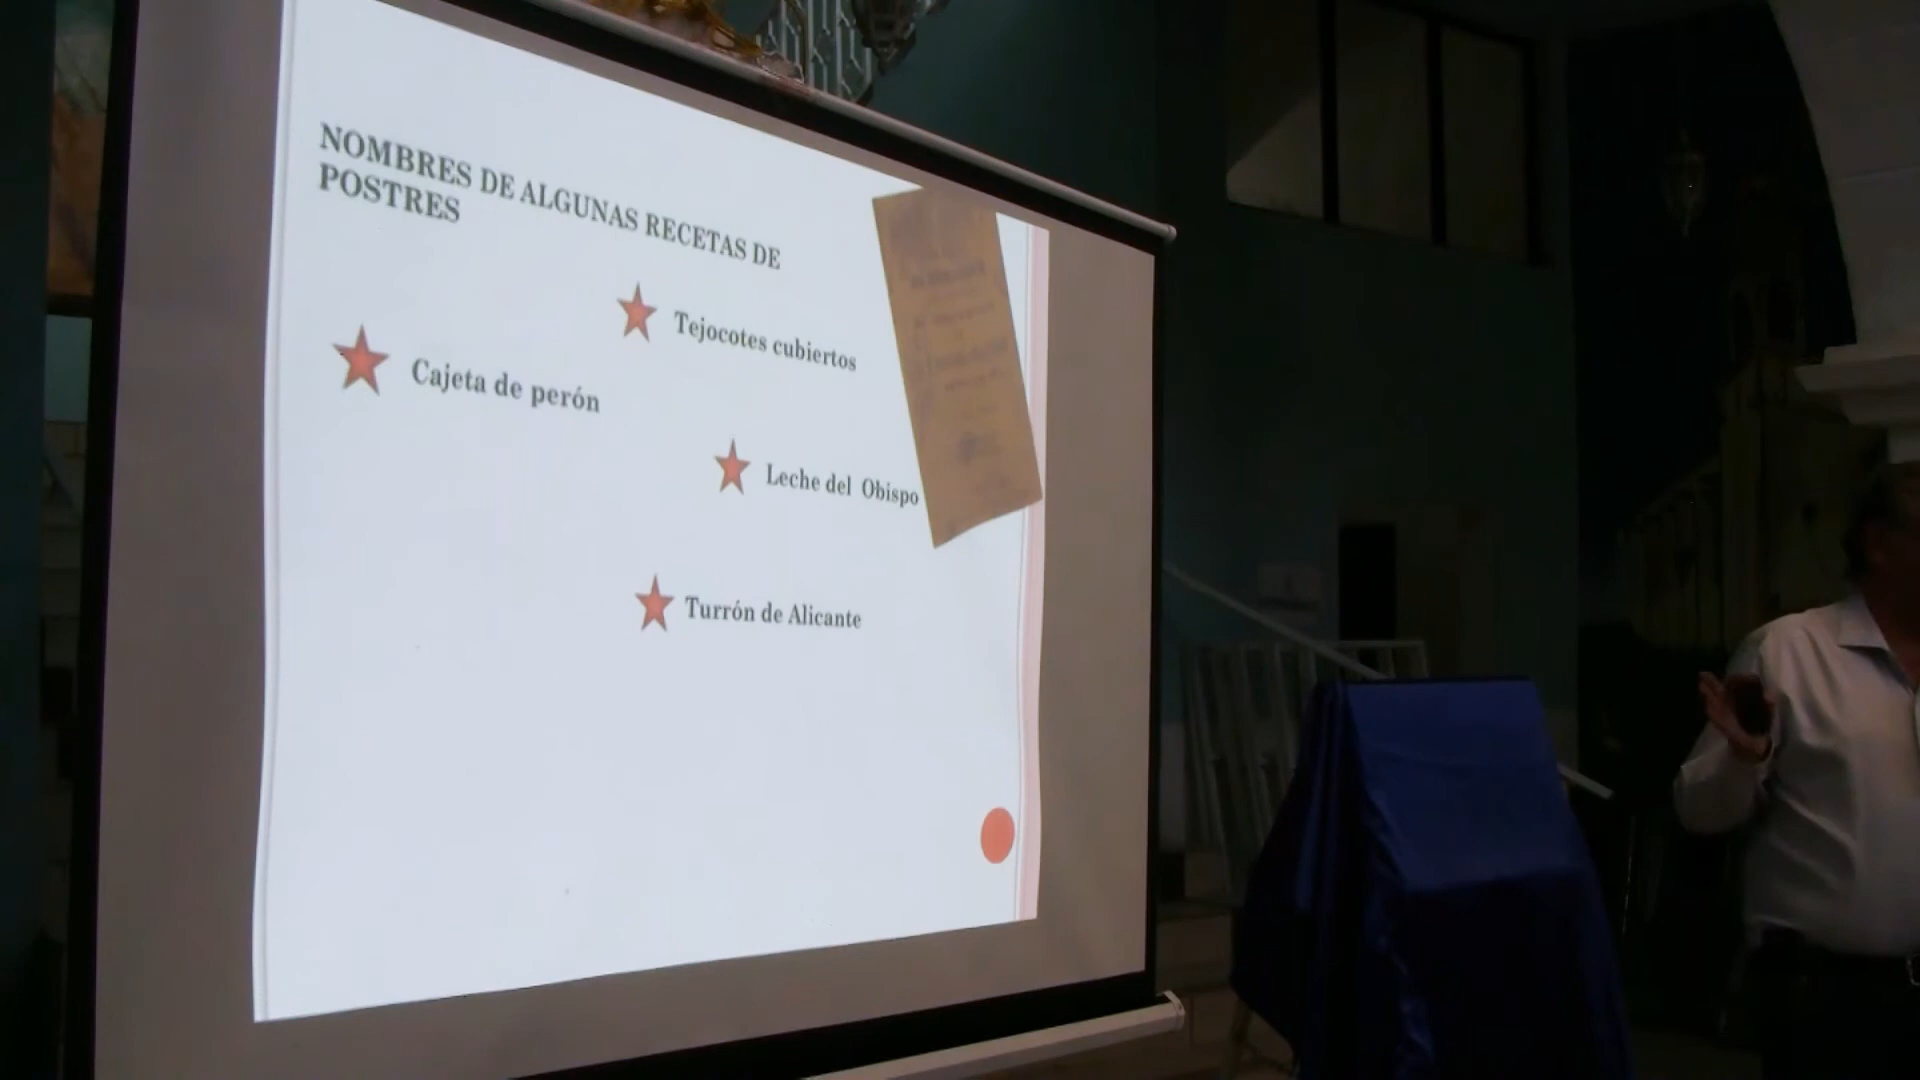 NOMBRES DE ALGUNAS RECETAS DE
POSTRES
Tejocotes cubiertos
Cajeta de perón
Leche del Obispo
Turrón de Alicante